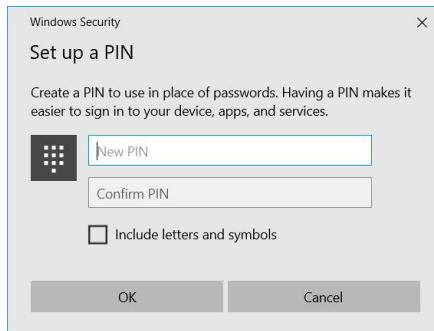 Windows Security
Set up a PIN
Create a PIN to use in place of passwords. Having a PIN makes it
easier to sign in to your device, apps, and services.
New PIN
Confirm PIN
Include letters and symbols
OK Cancel